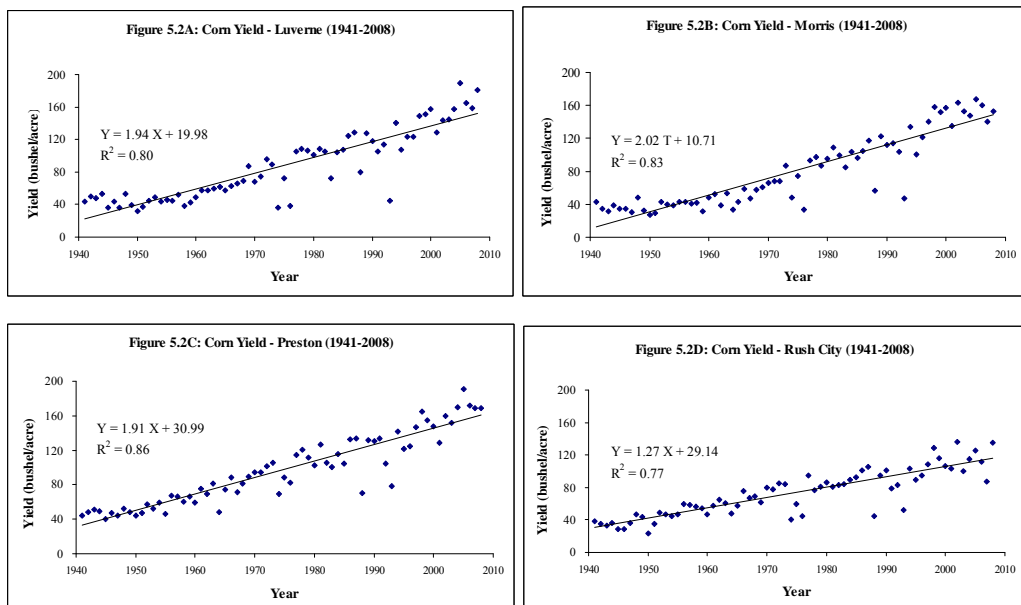 Figure 5.2A: Corn Yield - Luverne (1941-2008)
Yield (bushel/acre)
200
160
120
80
40
0
Y = 1.94 X + 19.98
R² = 0.80
1940 1950 1960 1970 1980 1990 2000 2010
Year
Figure 5.2B: Corn Yield - Morris (1941-2008)
Yield (bushel/acre)
200
160
120
80
40
0
Y = 2.02 T + 10.71
R² = 0.83
1940 1950 1960 1970 1980 1990 2000 2010
Year
Figure 5.2C: Corn Yield - Preston (1941-2008)
Yield (bushel/acre)
200
160
120
80
40
0
Y = 1.91 X + 30.99
R² = 0.86
1940 1950 1960 1970 1980 1990 2000 2010
Year
Figure 5.2D: Corn Yield - Rush City (1941-2008)
Yield (bushel/acre)
200
160
120
80
40
0
Y = 1.27 X + 29.14
R² = 0.77
1940 1950 1960 1970 1980 1990 2000 2010
Year